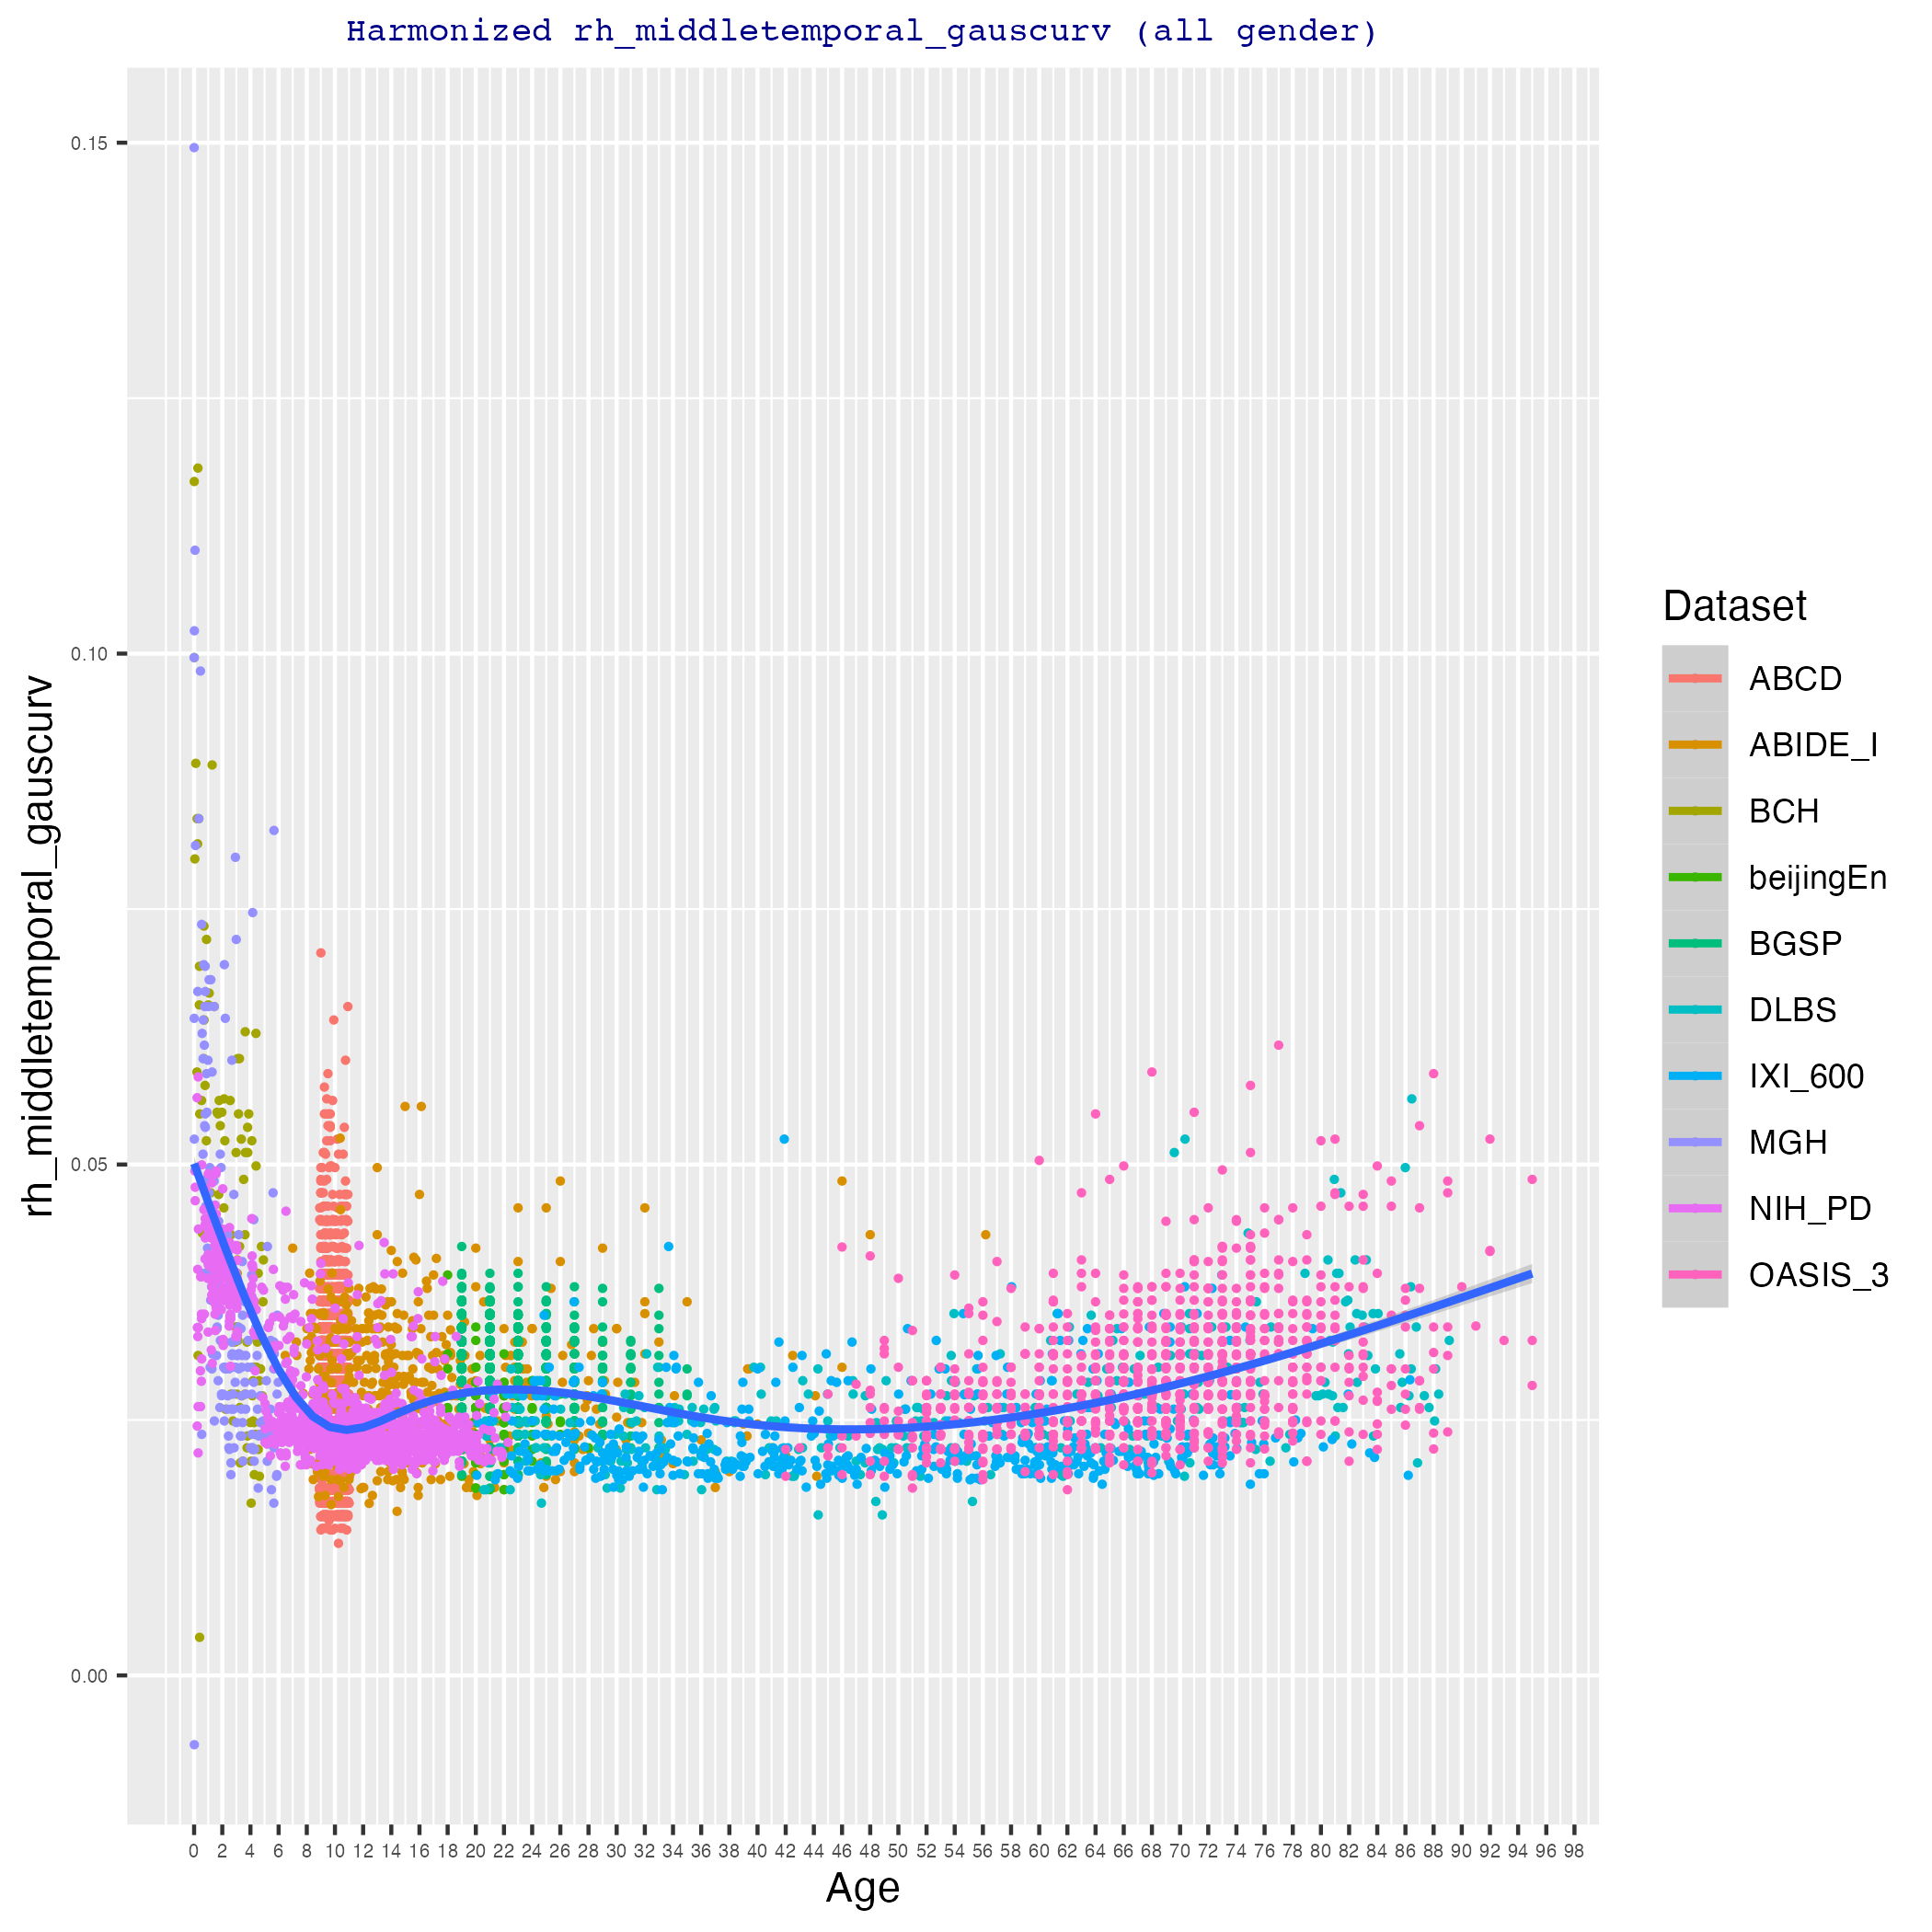 Harmonized rh_middletemporal_gauscurv (all gender)
rh_middletemporal_gauscurv
0.15
0.10
0.05
0.00
0 2 4 6 8 10 12 14 16 18 20 22 24 26 28 30 32 34 36 38 40 42 44 46 48 50 52 54 56 58 60 62 64 66 68 70 72 74 76 78 80 82 84 86 88 90 92 94 96 98
Age
Dataset
ABCD
ABIDE_I
BCH
beijingEn
BGSP
DLBS
IXI_600
MGH
NIH_PD
OASIS_3